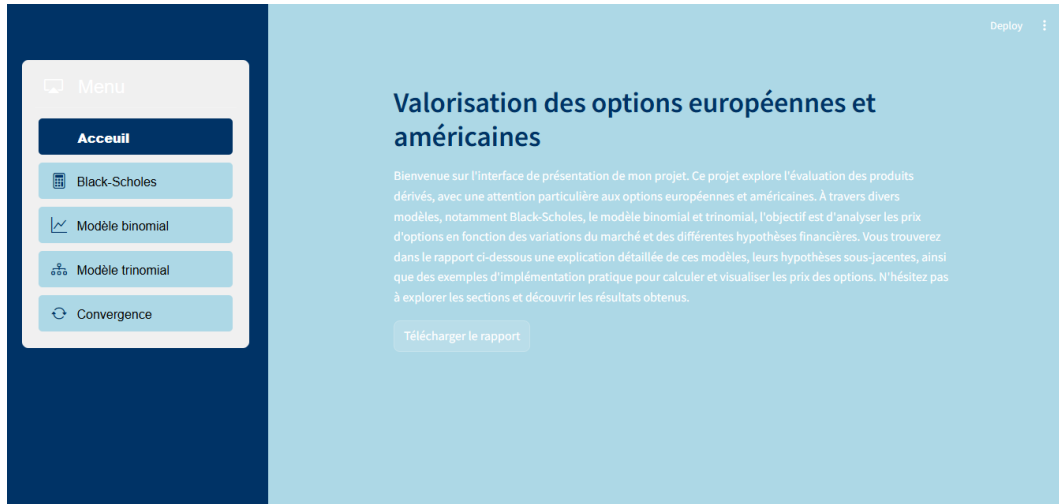 Deploy
Menu
Acceuil
Black-Scholes
Modèle binomial
Modèle trinomial
Convergence
Valorisation des options européennes et
américaines
Bienvenue sur l'interface de présentation de mon projet. Ce projet explore l'évaluation des produits
dérivés, avec une attention particulière aux options européennes et américaines. À travers divers
modèles, notamment Black-Scholes, le modèle binomial et trinomial, l'objectif est d'analyser les prix
d'options en fonction des variations du marché et des différentes hypothèses financières. Vous trouverez
dans le rapport ci-dessous une explication détaillée de ces modèles, leurs hypothèses sous-jacentes, ainsi
que des exemples d'implémentation pratique pour calculer et visualiser les prix des options. N'hésitez pas
à explorer les sections et découvrir les résultats obtenus.
Télécharger le rapport